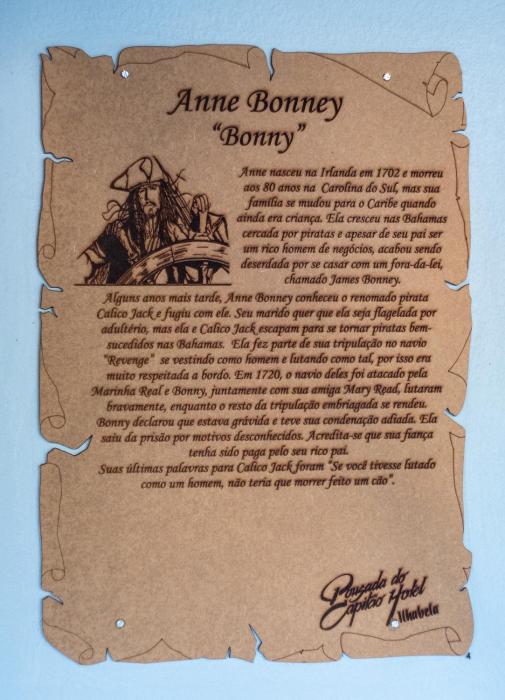 Anne Bonney
“Bonny”
Anne nasceu na Irlanda em 1702 e morreu
aos 80 anos na Carolina do Sul, mas sua
família se mudou para o Caribe quando
ainda era criança. Ela cresceu nas Bahamas
cercada por piratas e apesar de seu pai ser
um rico homem de negócios, acabou sendo
deserdada por se casar com um fora-da-lei,
chamado James Bonney.
Alguns anos mais tarde, Anne Bonney conheceu o renomado pirata
Calico Jack e fugiu com ele. Seu marido quer que ela seja flagelada por
adultério, mas ela e Calico Jack escapam para se tornar piratas bem-
sucedidos nas Bahamas. Ela fez parte de sua tripulação no navio
"Revenge" se vestindo como homem e lutando como tal, por isso era
muito respeitada a bordo. Em 1720, o navio deles foi atacado pela
Marinha Real e Bonny, juntamente com sua amiga Mary Read, lutaram
bravamente, enquanto o resto da tripulação embriagada se rendeu.
Bonny declarou que estava grávida e teve sua condenação adiada. Ela
saiu da prisão por motivos desconhecidos. Acredita-se que sua fiança
tenha sido paga pelo seu rico pai.
Suas últimas palavras para Calico Jack foram "Se você tivesse lutado
como um homem, não teria que morrer feito um cão".
Pousada do
Capitão Hotel
Ilhabela
4